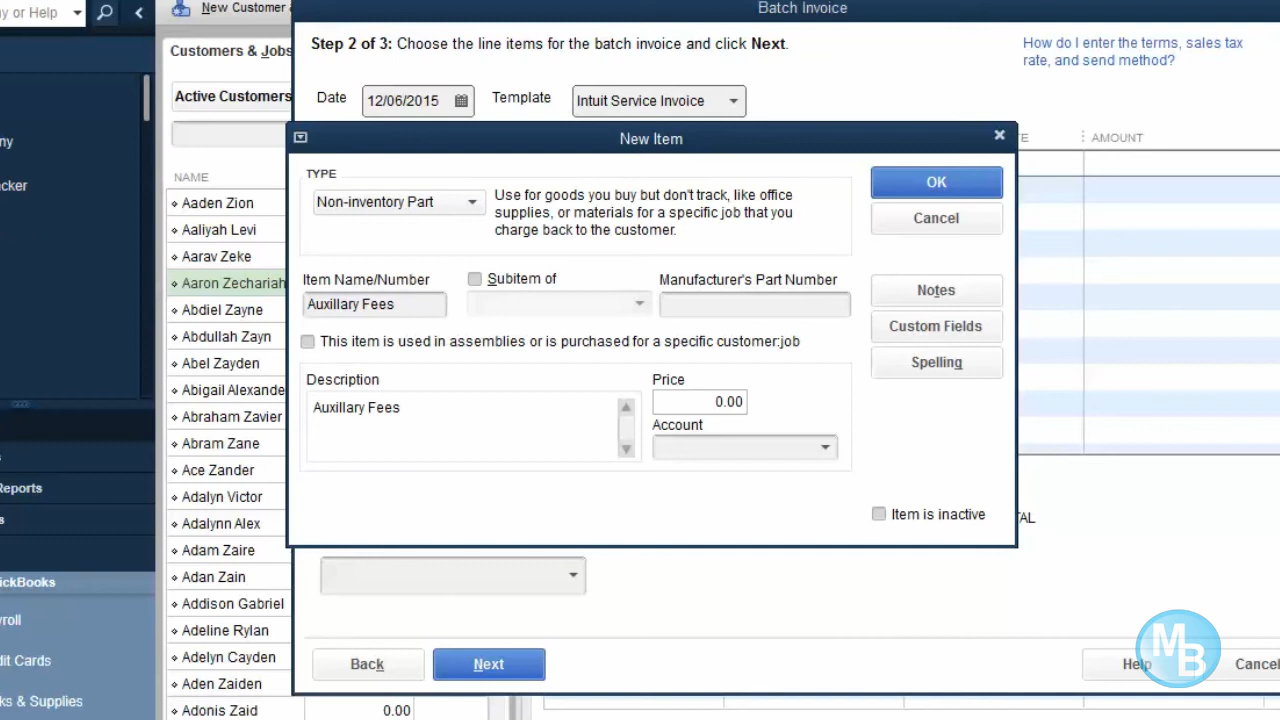 ny or Help
New Customer
Batch Invoice
Customers & Jobs
Step 2 of 3: Choose the line items for the batch invoice and click Next.
How do I enter the terms, sales tax
rate, and send method?
Active Customers
Date
12/06/2015
Template
Intuit Service Invoice
New Item
AMOUNT
ny
cker
NAME
TYPE
Non-inventory Part
Use for goods you buy but don't track, like office
supplies, or materials for a specific job that you
charge back to the customer.
OK
Cancel
Aaden Zion
Aaliyah Levi
Aarav Zeke
Aaron Zechariah
Abdiel Zayne
Abdullah Zayn
Abel Zayden
Abigail Alexande
Abraham Zavier
Abram Zane
Ace Zander
Adalyn Victor
Adalynn Alex
Adam Zaire
Adan Zain
Addison Gabriel
Adeline Rylan
Adelyn Cayden
Aden Zaiden
Adonis Zaid
0.00
Item Name/Number
Subitem of
Manufacturer's Part Number
Auxillary Fees
Notes
Custom Fields
Spelling
This item is used in assemblies or is purchased for a specific customer:job
Description
Price
Auxillary Fees
0.00
Account
Item is inactive
TAL
Reports
s
ickBooks
yroll
dit Cards
ks & Supplies
Back
Next
Help
Cancel
MB